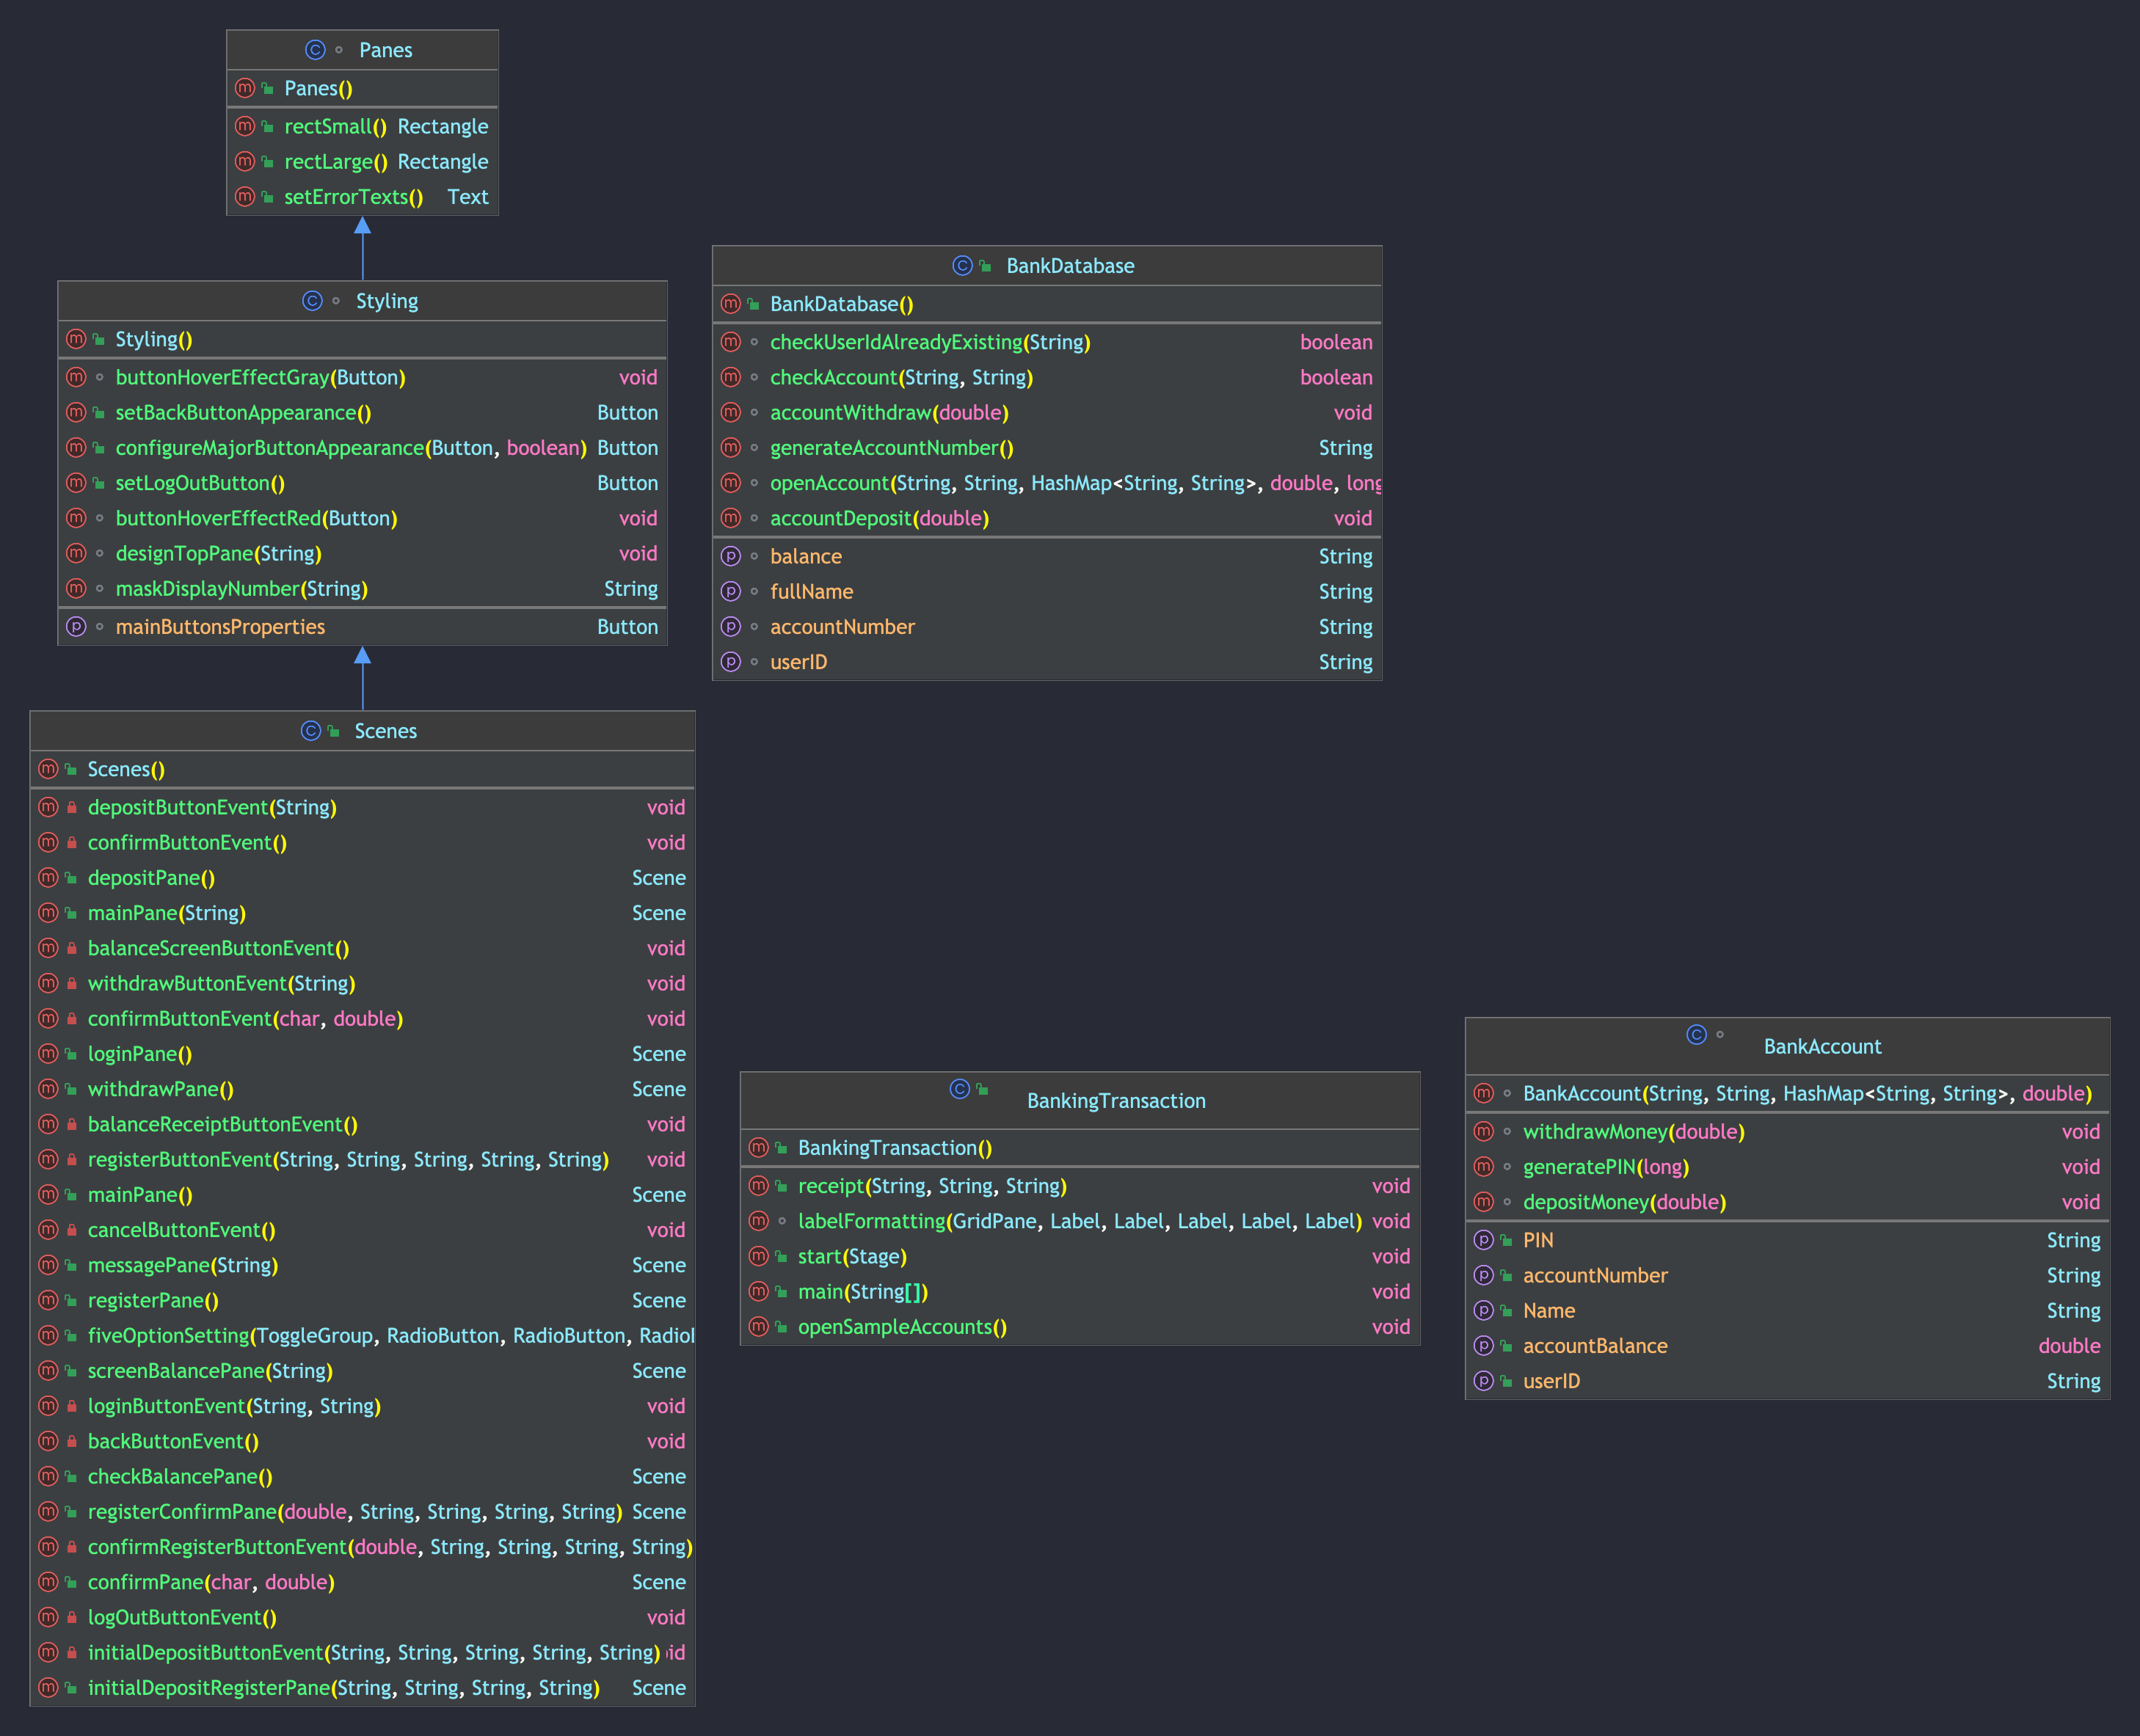 Panes
Panes()
rectSmall() Rectangle
rectLarge() Rectangle
setErrorTexts() Text
Styling
Styling()
buttonHoverEffectGray(Button) void
setBackButtonAppearance() Button
configureMajorButtonAppearance(Button, boolean) Button
setLogOutButton() Button
buttonHoverEffectRed(Button) void
designTopPane(String) void
maskDisplayNumber(String) String
mainButtonsProperties Button
Scenes
Scenes()
depositButtonEvent(String) void
confirmButtonEvent() void
depositPane() Scene
mainPane(String) Scene
balanceScreenButtonEvent() void
withdrawButtonEvent(String) void
confirmButtonEvent(char, double) void
loginPane() Scene
withdrawPane() Scene
balanceReceiptButtonEvent() void
registerButtonEvent(String, String, String, String, String) void
mainPane() Scene
cancelButtonEvent() void
messagePane(String) Scene
registerPane() Scene
fiveOptionSetting(ToggleGroup, RadioButton, RadioButton,
screenBalancePane(String) Scene
loginButtonEvent(String, String) void
backButtonEvent() void
checkBalancePane() Scene
registerConfirmPane(double, String, String, String, String) Scene
confirmRegisterButtonEvent(double, String, String, String, String)
confirmPane(char, double) Scene
logOutButtonEvent() void
initialDepositButtonEvent(String, String, String, String, String)
initialDepositRegisterPane(String, String, String, String) Scene
BankDatabase
BankDatabase()
checkUserIdAlreadyExisting(String) boolean
checkAccount(String, String) boolean
accountWithdraw(double) void
generateAccountNumber() String
openAccount(String, String, HashMap<String, String>, double, long
accountDeposit(double) void
balance String
fullName String
accountNumber String
userID String
BankingTransaction
BankingTransaction()
receipt(String, String, String) void
labelFormatting(GridPane, Label, Label, Label, Label, Label) void
start(Stage) void
main(String[]) void
openSampleAccounts() void
BankAccount
BankAccount(String, String, HashMap<String, String>, double)
withdrawMoney(double) void
generatePIN(long) void
depositMoney(double) void
PIN String
accountNumber String
Name String
accountBalance double
userID String